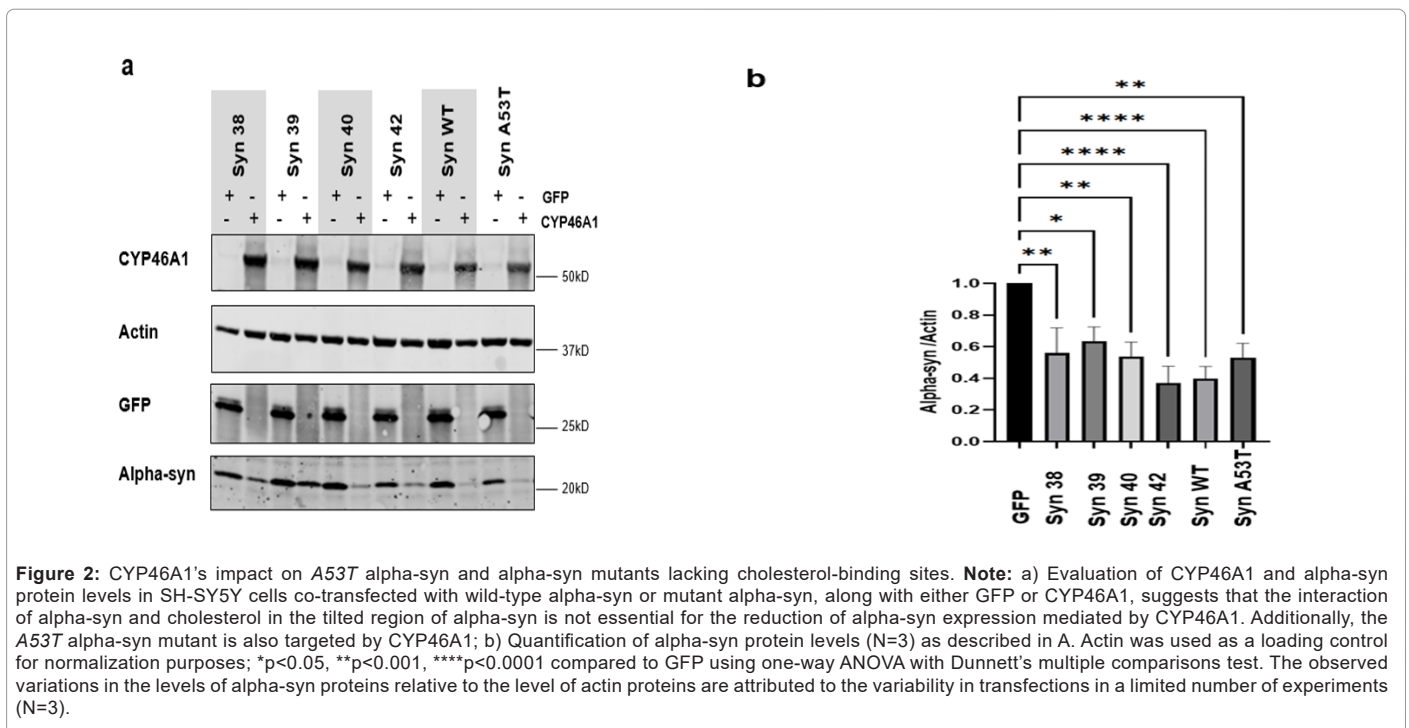 a
Syn 38 Syn 39 Syn 40 Syn 42 Syn WT Syn A53T
+ - + - + - + - + - + - GFP
- + - + - + - + - + - + CYP46A1
CYP46A1
50kD
Actin
37kD
GFP
25kD
Alpha-syn
20kD
b
**
****
****
**
*
**
Alpha-syn /Actin
1.0
0.8
0.6
0.4
0.2
0.0
GFP Syn 38 Syn 39 Syn 40 Syn 42 Syn WT Syn A53T
Figure 2: CYP46A1's impact on A53T alpha-syn and alpha-syn mutants lacking cholesterol-binding sites. Note: a) Evaluation of CYP46A1 and alpha-syn
protein levels in SH-SY5Y cells co-transfected with wild-type alpha-syn or mutant alpha-syn, along with either GFP or CYP46A1, suggests that the interaction
of alpha-syn and cholesterol in the tilted region of alpha-syn is not essential for the reduction of alpha-syn expression mediated by CYP46A1. Additionally, the
A53T alpha-syn mutant is also targeted by CYP46A1; b) Quantification of alpha-syn protein levels (N=3) as described in A. Actin was used as a loading control
for normalization purposes; *p<0.05, **p<0.001, ****p<0.0001 compared to GFP using one-way ANOVA with Dunnett's multiple comparisons test. The observed
variations in the levels of alpha-syn proteins relative to the level of actin proteins are attributed to the variability in transfections in a limited number of experiments
(N=3).